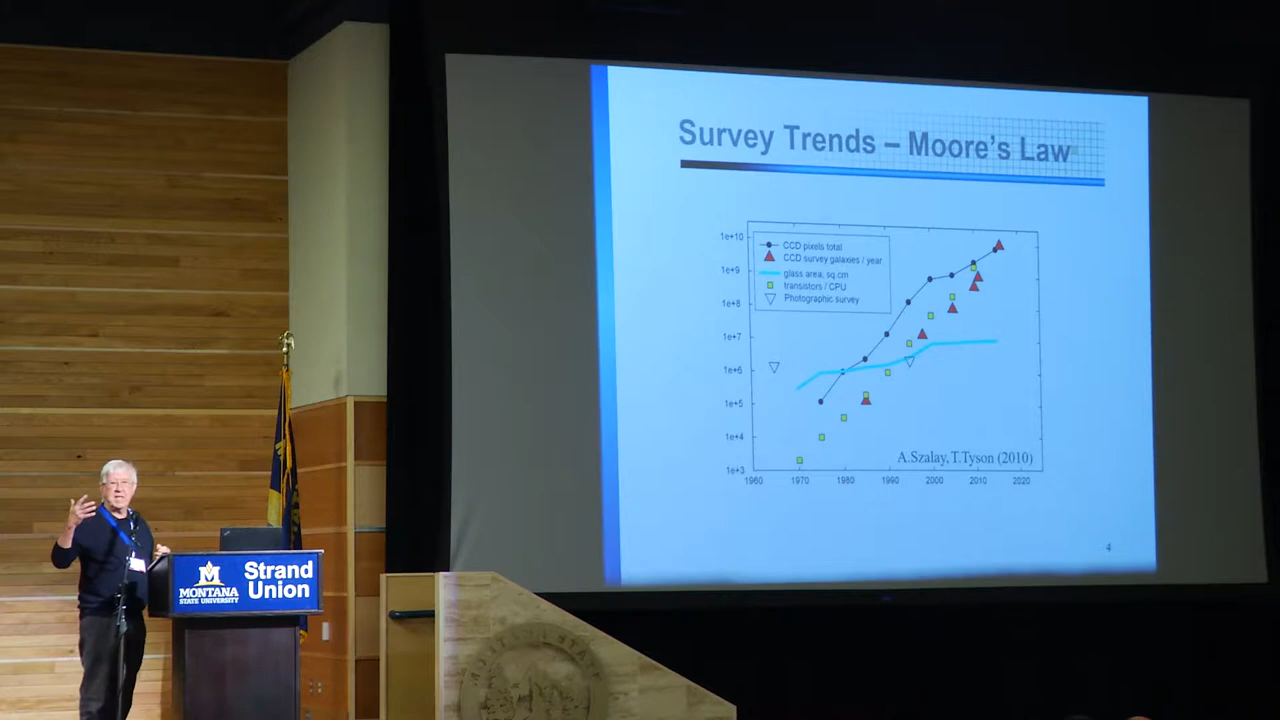 Survey Trends – Moore's Law
1e+10
1e+9
1e+8
1e+7
1e+6
1e+5
1e+4
1e+3
CCD pixels total
CCD survey galaxies / year
glass area, sq.cm
transistors / CPU
Photographic survey
A.Szalay, T.Tyson (2010)
1960 1970 1980 1990 2000 2010 2020
4
M
MONTANA
STATE UNIVERSITY
Strand
Union